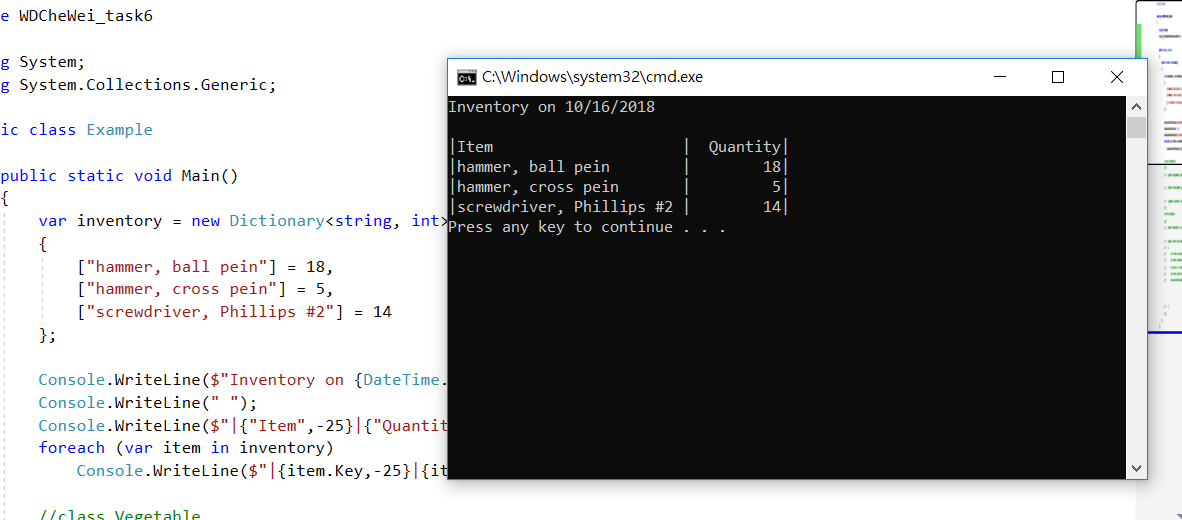 e WDCheWei_task6
g System;
g System.Collections.Generic;
ic class Example
public static void Main()
{
var inventory = new Dictionary<string, int>
{
["hammer, ball pein"] = 18,
["hammer, cross pein"] = 5,
["screwdriver, Phillips #2"] = 14
};
Console.WriteLine($"Inventory on {DateTime.
Console.WriteLine(" ");
Console.WriteLine($"|{"Item",-25}|{"Quantit
foreach (var item in inventory)
Console.WriteLine($"|{item.Key,-25}|{it
//class Vegetable
C:\Windows\system32\cmd.exe
Inventory on 10/16/2018
|Item                     |  Quantity|
|hammer, ball pein        |        18|
|hammer, cross pein       |         5|
|screwdriver, Phillips #2 |        14|
Press any key to continue . . .